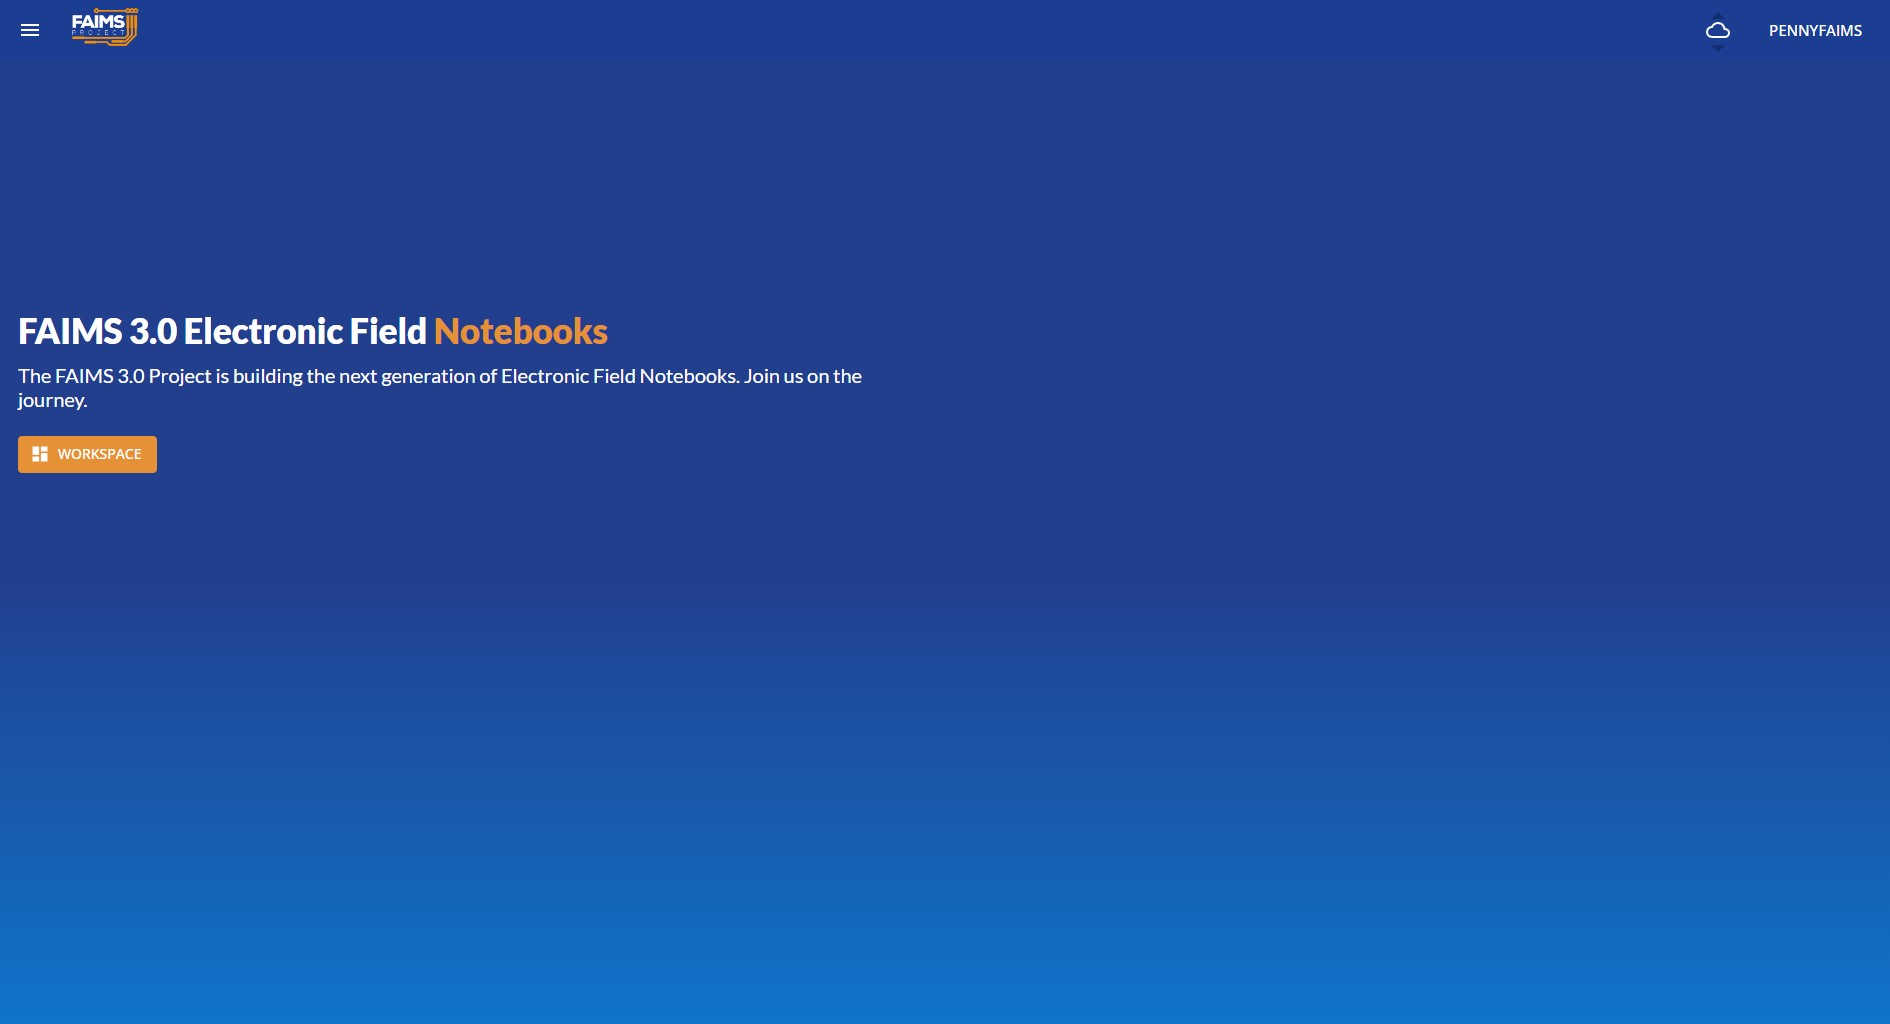 FAIMS
PROJECT
PENNYFAIMS
FAIMS 3.0 Electronic Field Notebooks
The FAIMS 3.0 Project is building the next generation of Electronic Field Notebooks. Join us on the
journey.
WORKSPACE